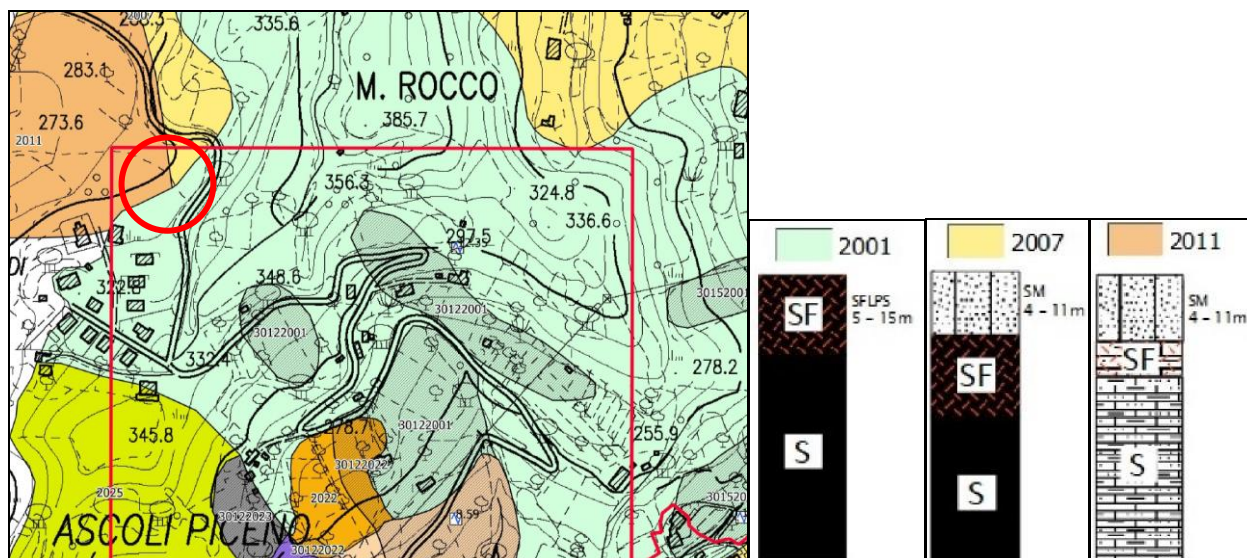 2007
335.6
283.1
M. ROCCO
385.7
273.6
2011
356.3
324.8
336.6
297.5
348.6
30152001
30122001
30122001
278.2
30122001
255.9
345.8
30122022
2025
2022
30122023
ASCOLI PICENO
30122022
2001
SF
SFLPS
5 – 15m
S
2007
SM
4 – 11m
SF
S
2011
SM
4 – 11m
SF
S